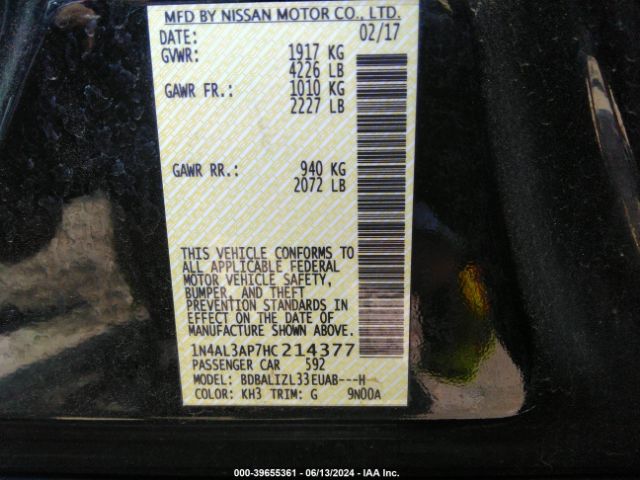 MFD BY NISSAN MOTOR CO., LTD.
DATE: 02/17
GVWR: 1917 KG
4226 LB
GAWR FR.: 1010 KG
2227 LB
GAWR RR.: 940 KG
2072 LB
THIS VEHICLE CONFORMS TO
ALL APPLICABLE FEDERAL
MOTOR VEHICLE SAFETY,
BUMPER, AND THEFT
PREVENTION STANDARDS IN
EFFECT ON THE DATE OF
MANUFACTURE SHOWN ABOVE.
1N4AL3AP7HC214377
PASSENGER CAR 592
MODEL: BDBALIZL33EUAB---H
COLOR: KH3 TRIM: G 9N00A
000-39655361 - 06/13/2024 - IAA Inc.